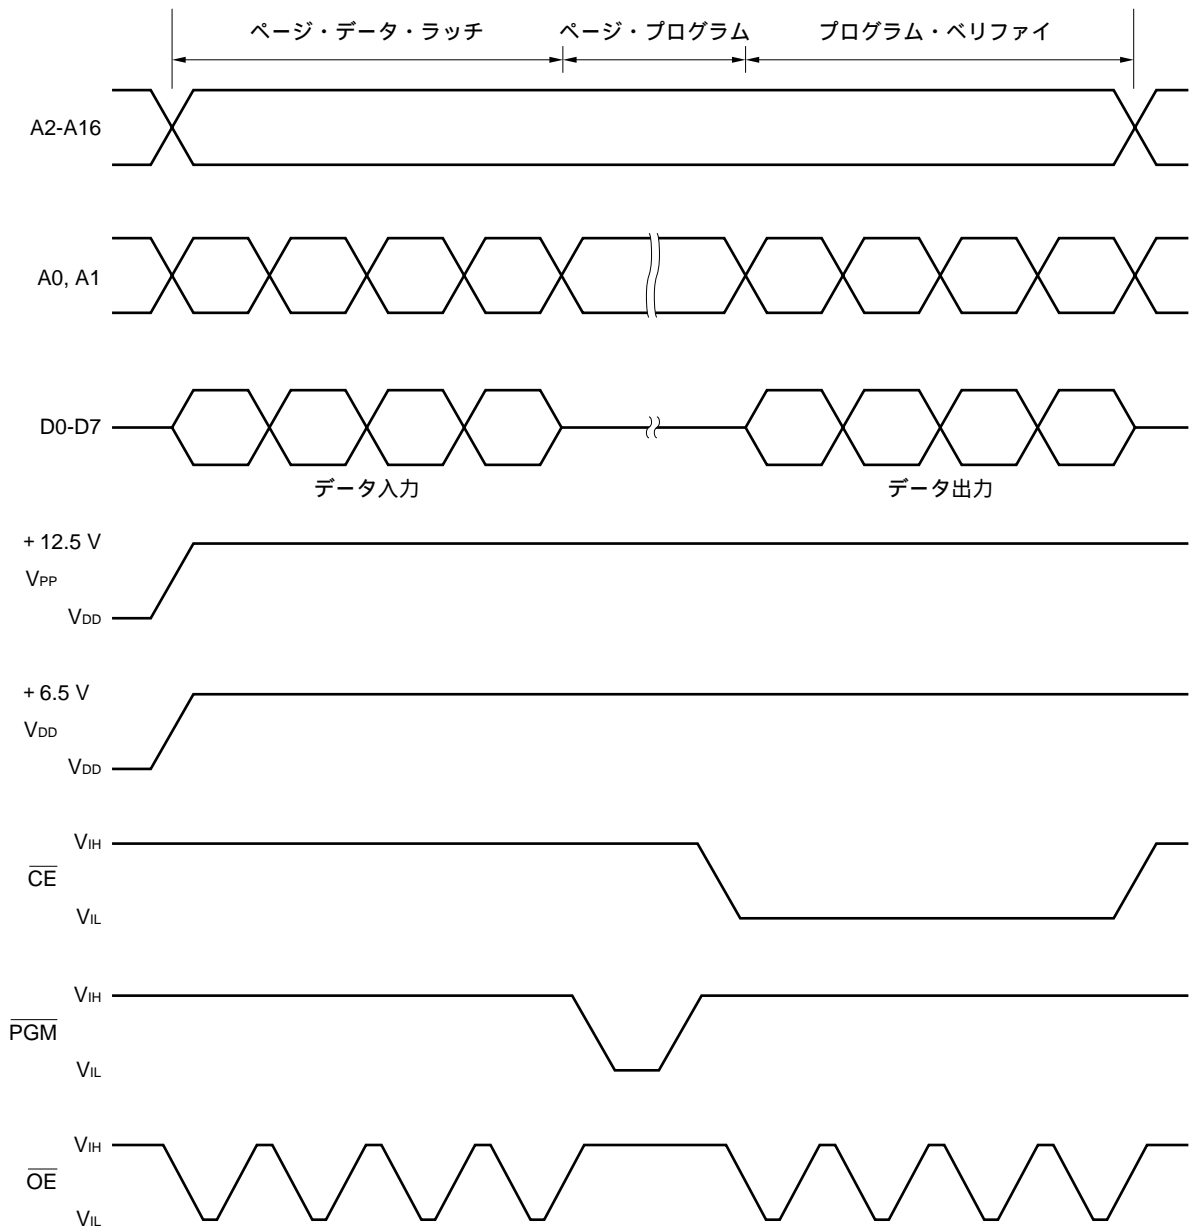 ページ・データ・ラッチ
ページ・プログラム
プログラム・ベリファイ
A2-A16
A0, A1
D0-D7
データ入力
データ出力
+ 12.5 V
VPP
VDD
+ 6.5 V
VDD
VDD
VIH
CE
VIL
VIH
PGM
VIL
VIH
OE
VIL